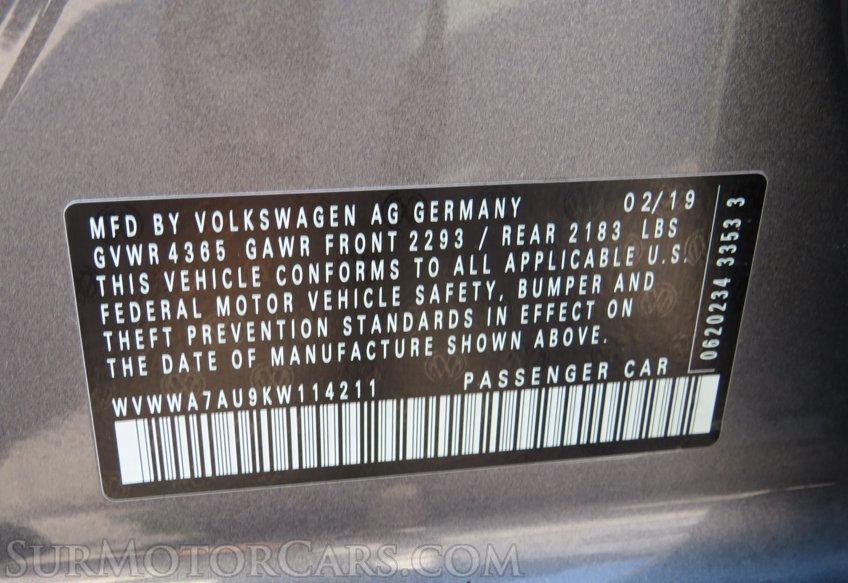 MFD BY VOLKSWAGEN AG GERMANY 02/19
GVWR 4365 GAWR FRONT 2293 / REAR 2183 LBS
THIS VEHICLE CONFORMS TO ALL APPLICABLE U.S.
FEDERAL MOTOR VEHICLE SAFETY, BUMPER AND
THEFT PREVENTION STANDARDS IN EFFECT ON
THE DATE OF MANUFACTURE SHOWN ABOVE.
WVWWA7AU9KW114211 PASSENGER CAR
0620234 3353 3
SURMOTORCARS.COM